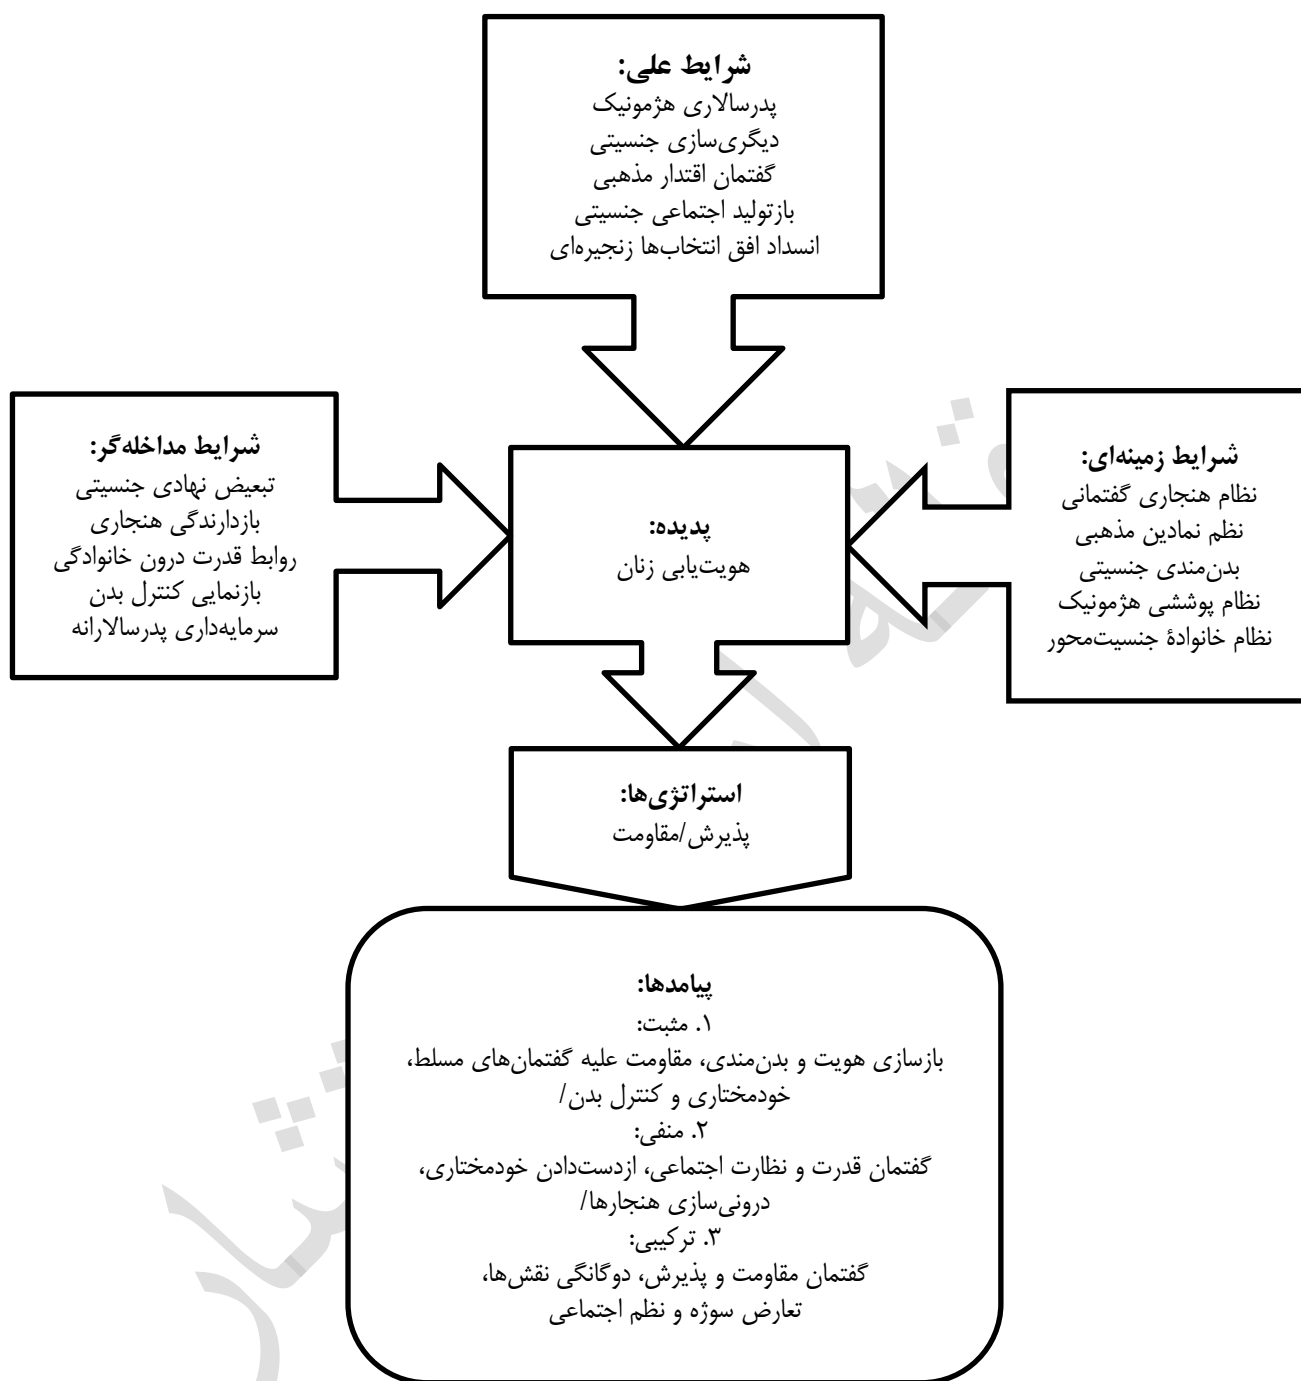 شرایط علی:
پدرسالاری هژمونیک
دیگری‌سازی جنسیتی
گفتمان اقتدار مذهبی
بازتولید اجتماعی جنسیتی
انسداد افق انتخاب‌ها زنجیره‌ای
شرایط زمینه‌ای:
نظام هنجاری گفتمانی
نظم نمادین مذهبی
بدن‌مندی جنسیتی
نظام پوششی هژمونیک
نظام خانوادهٔ جنسیت‌محور
پدیده:
هویت‌یابی زنان
شرایط مداخله‌گر:
تبعیض نهادی جنسیتی
بازدارندگی هنجاری
روابط قدرت درون خانوادگی
بازنمایی کنترل بدن
سرمایه‌داری پدرسالارانه
استراتژی‌ها:
پذیرش/مقاومت
پیامدها:
۱. مثبت:
بازسازی هویت و بدن‌مندی، مقاومت علیه گفتمان‌های مسلط،
خودمختاری و کنترل بدن/
۲. منفی:
گفتمان قدرت و نظارت اجتماعی، ازدست‌دادن خودمختاری،
درونی‌سازی هنجارها/
۳. ترکیبی:
گفتمان مقاومت و پذیرش، دوگانگی نقش‌ها،
تعارض سوژه و نظم اجتماعی